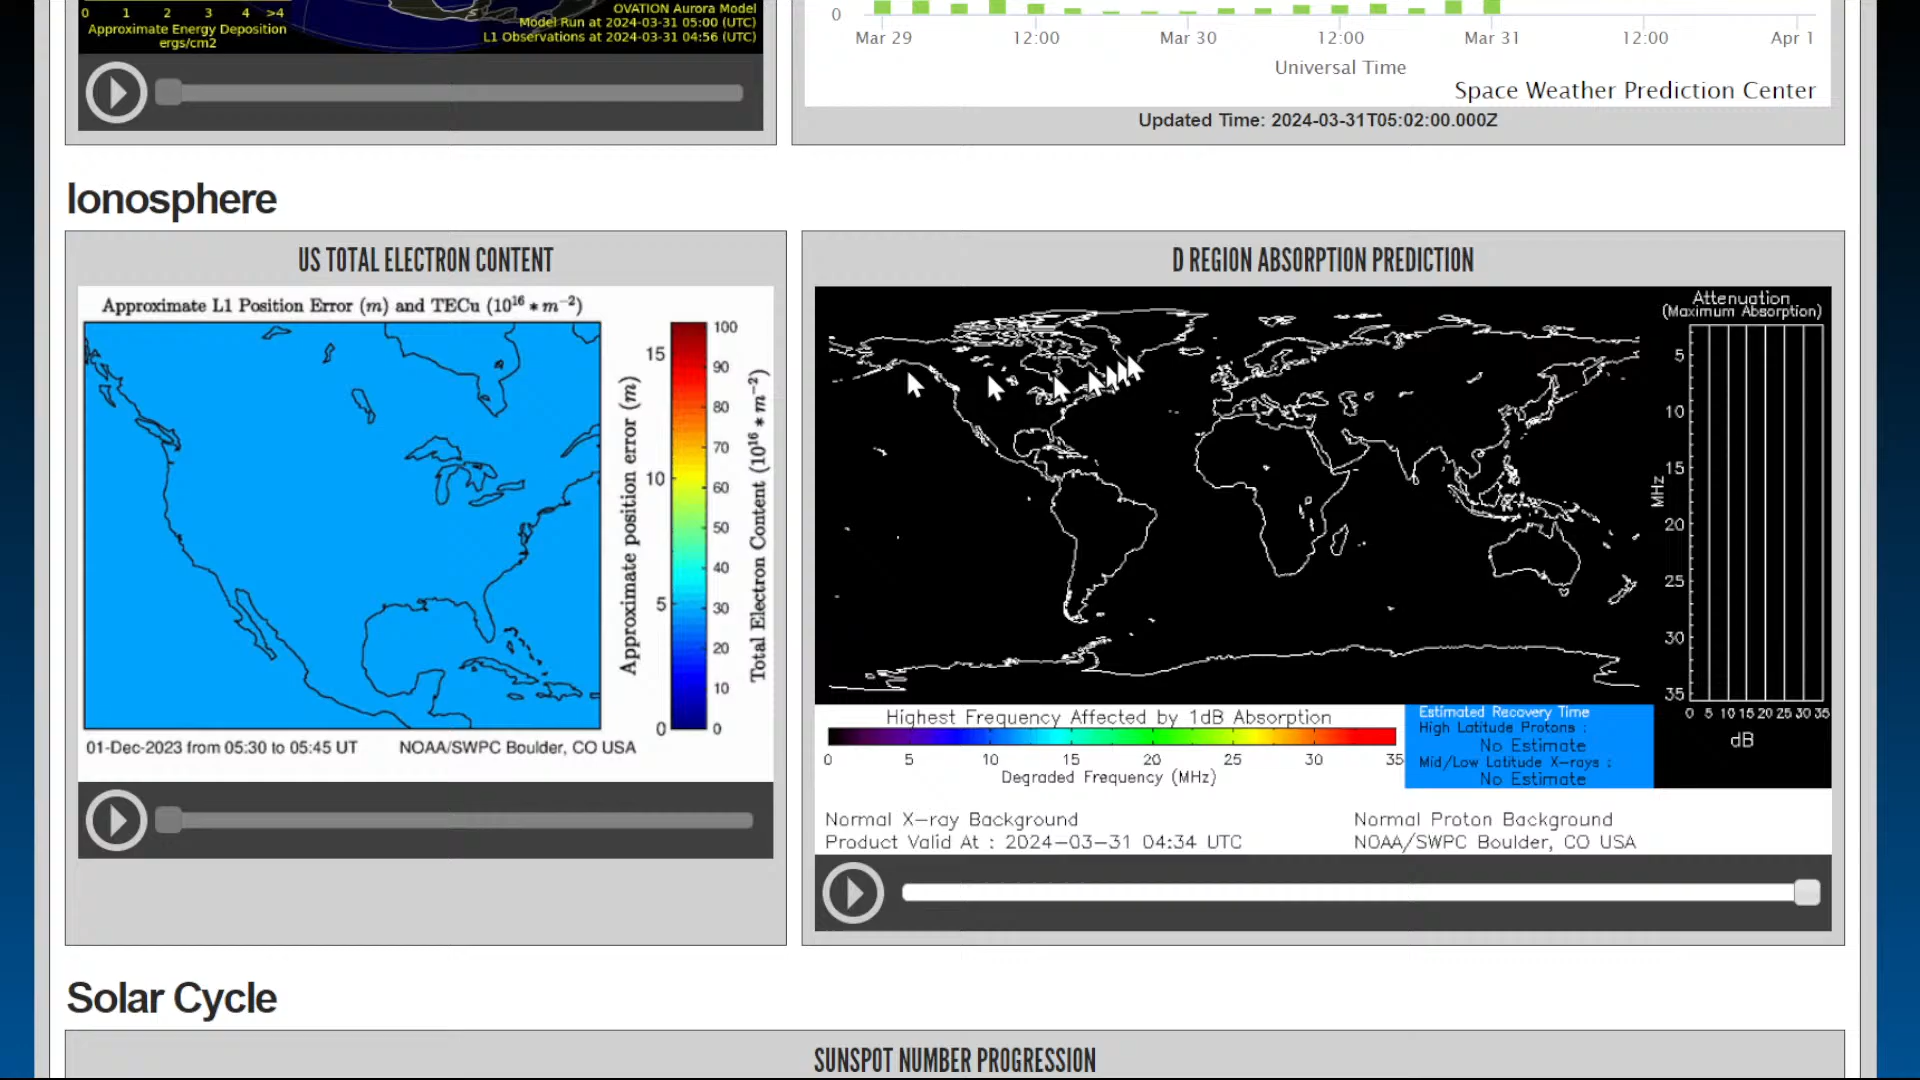 0 1 2 3 4 >4
Approximate Energy Deposition
ergs/cm2
OVATION Aurora Model
Model Run at 2024-03-31 05:00 (UTC)
L1 Observations at 2024-03-31 04:56 (UTC)
0
Mar 29 12:00 Mar 30 12:00 Mar 31 12:00 Apr 1
Universal Time
Space Weather Prediction Center
Updated Time: 2024-03-31T05:02:00.000Z
Ionosphere
US TOTAL ELECTRON CONTENT
Approximate L1 Position Error (m) and TECu (10^16 * m^-2)
15
10
5
0
Approximate position error (m)
100
90
80
70
60
50
40
30
20
10
0
Total Electron Content (10^16 * m^-2)
01-Dec-2023 from 05:30 to 05:45 UT NOAA/SWPC Boulder, CO USA
D REGION ABSORPTION PREDICTION
Attenuation
(Maximum Absorption)
5
10
15
20
25
30
35
MHz
0 5 10 15 20 25 30 35
dB
Highest Frequency Affected by 1dB Absorption
0 5 10 15 20 25 30 35
Degraded Frequency (MHz)
Estimated Recovery Time
High Latitude Protons :
No Estimate
Mid/Low Latitude X-rays :
No Estimate
Normal X-ray Background Normal Proton Background
Product Valid At : 2024-03-31 04:34 UTC NOAA/SWPC Boulder, CO USA
Solar Cycle
SUNSPOT NUMBER PROGRESSION